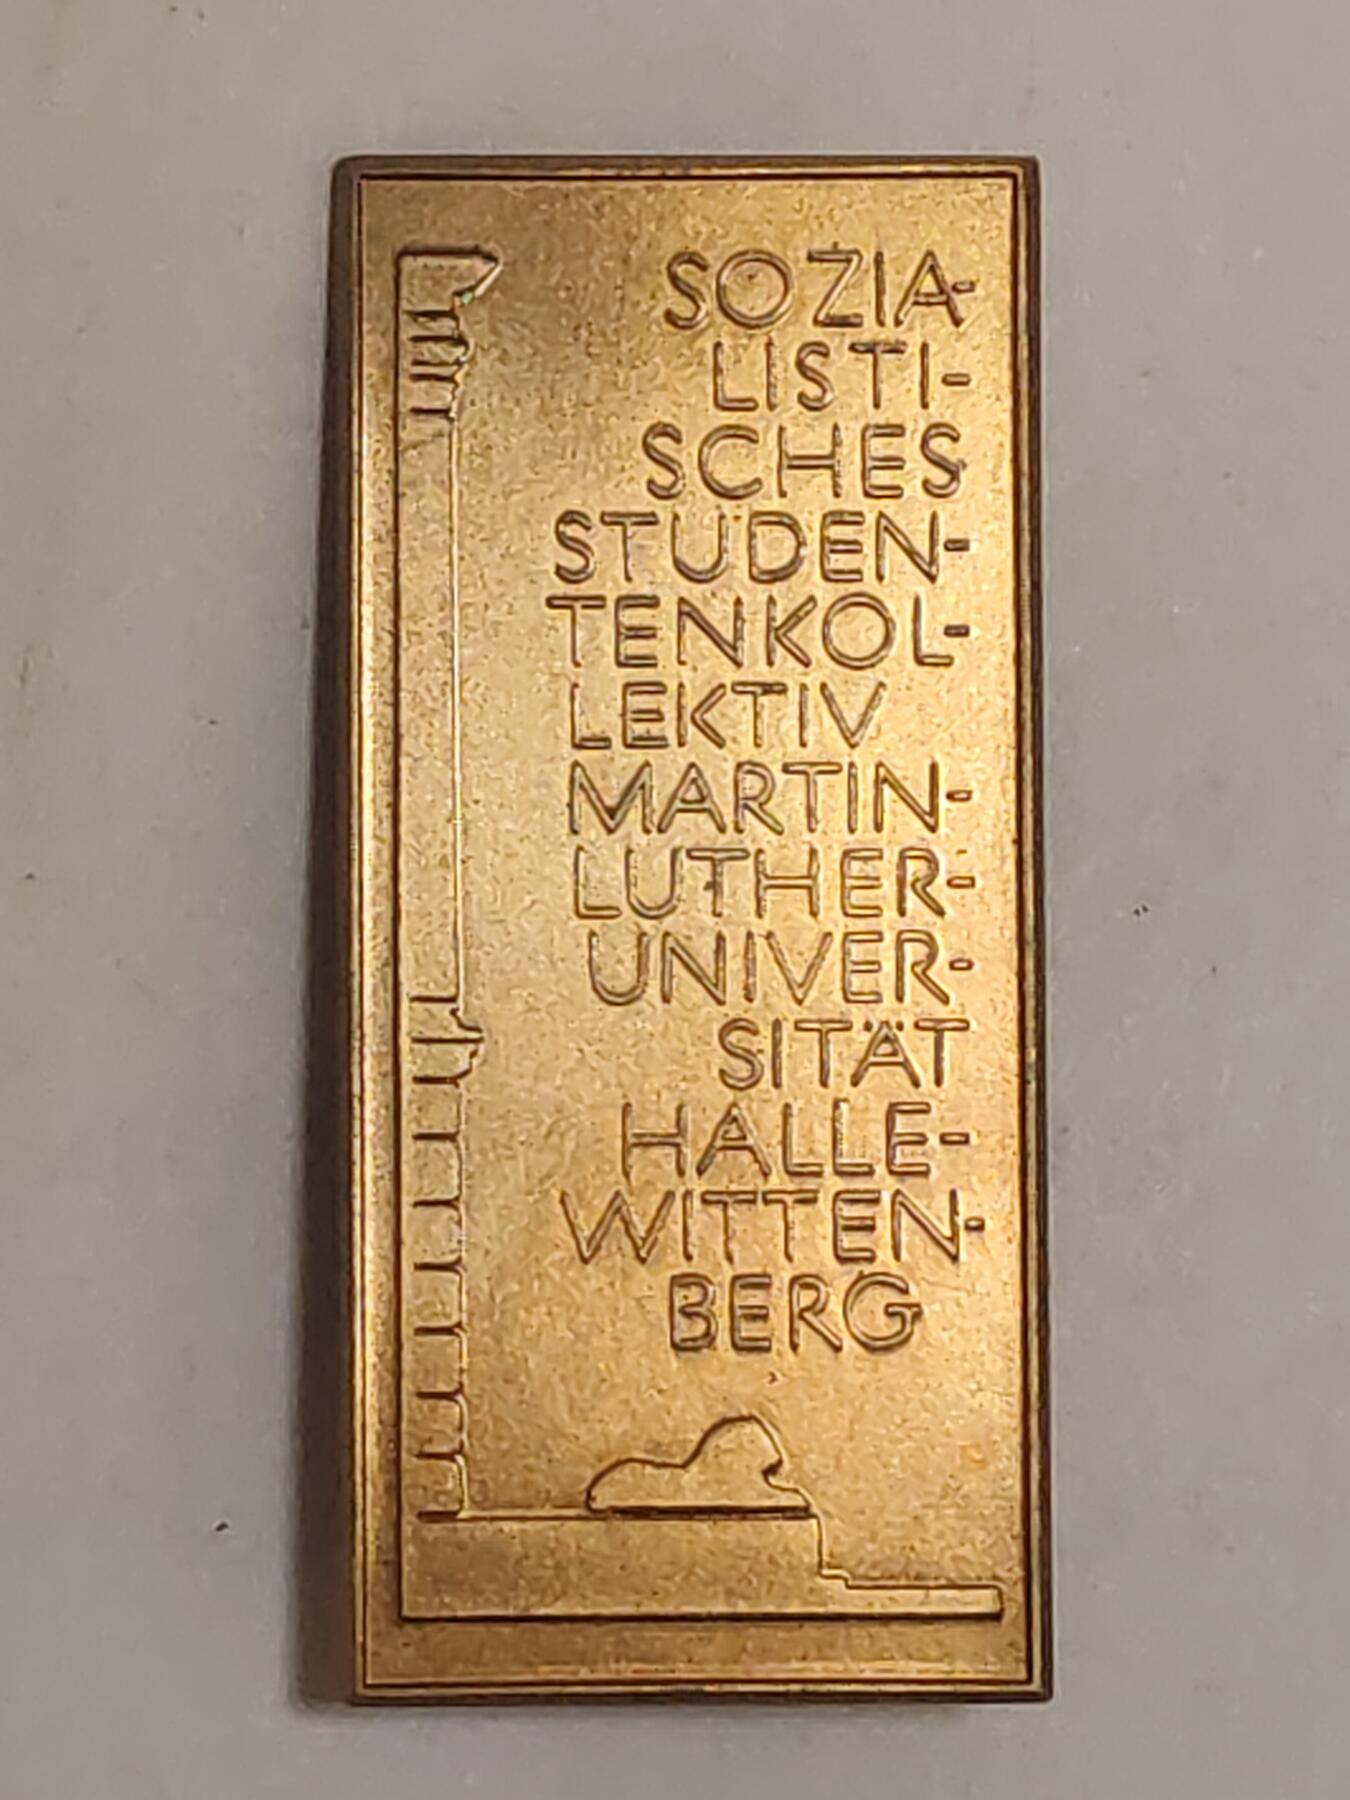 SOZIA-
LISTI-
SCHES
STUDEN-
TENKOL-
LEKTIV
MARTIN-
LUTHER-
UNIVER-
SITÄT
HALLE-
WITTEN-
BERG